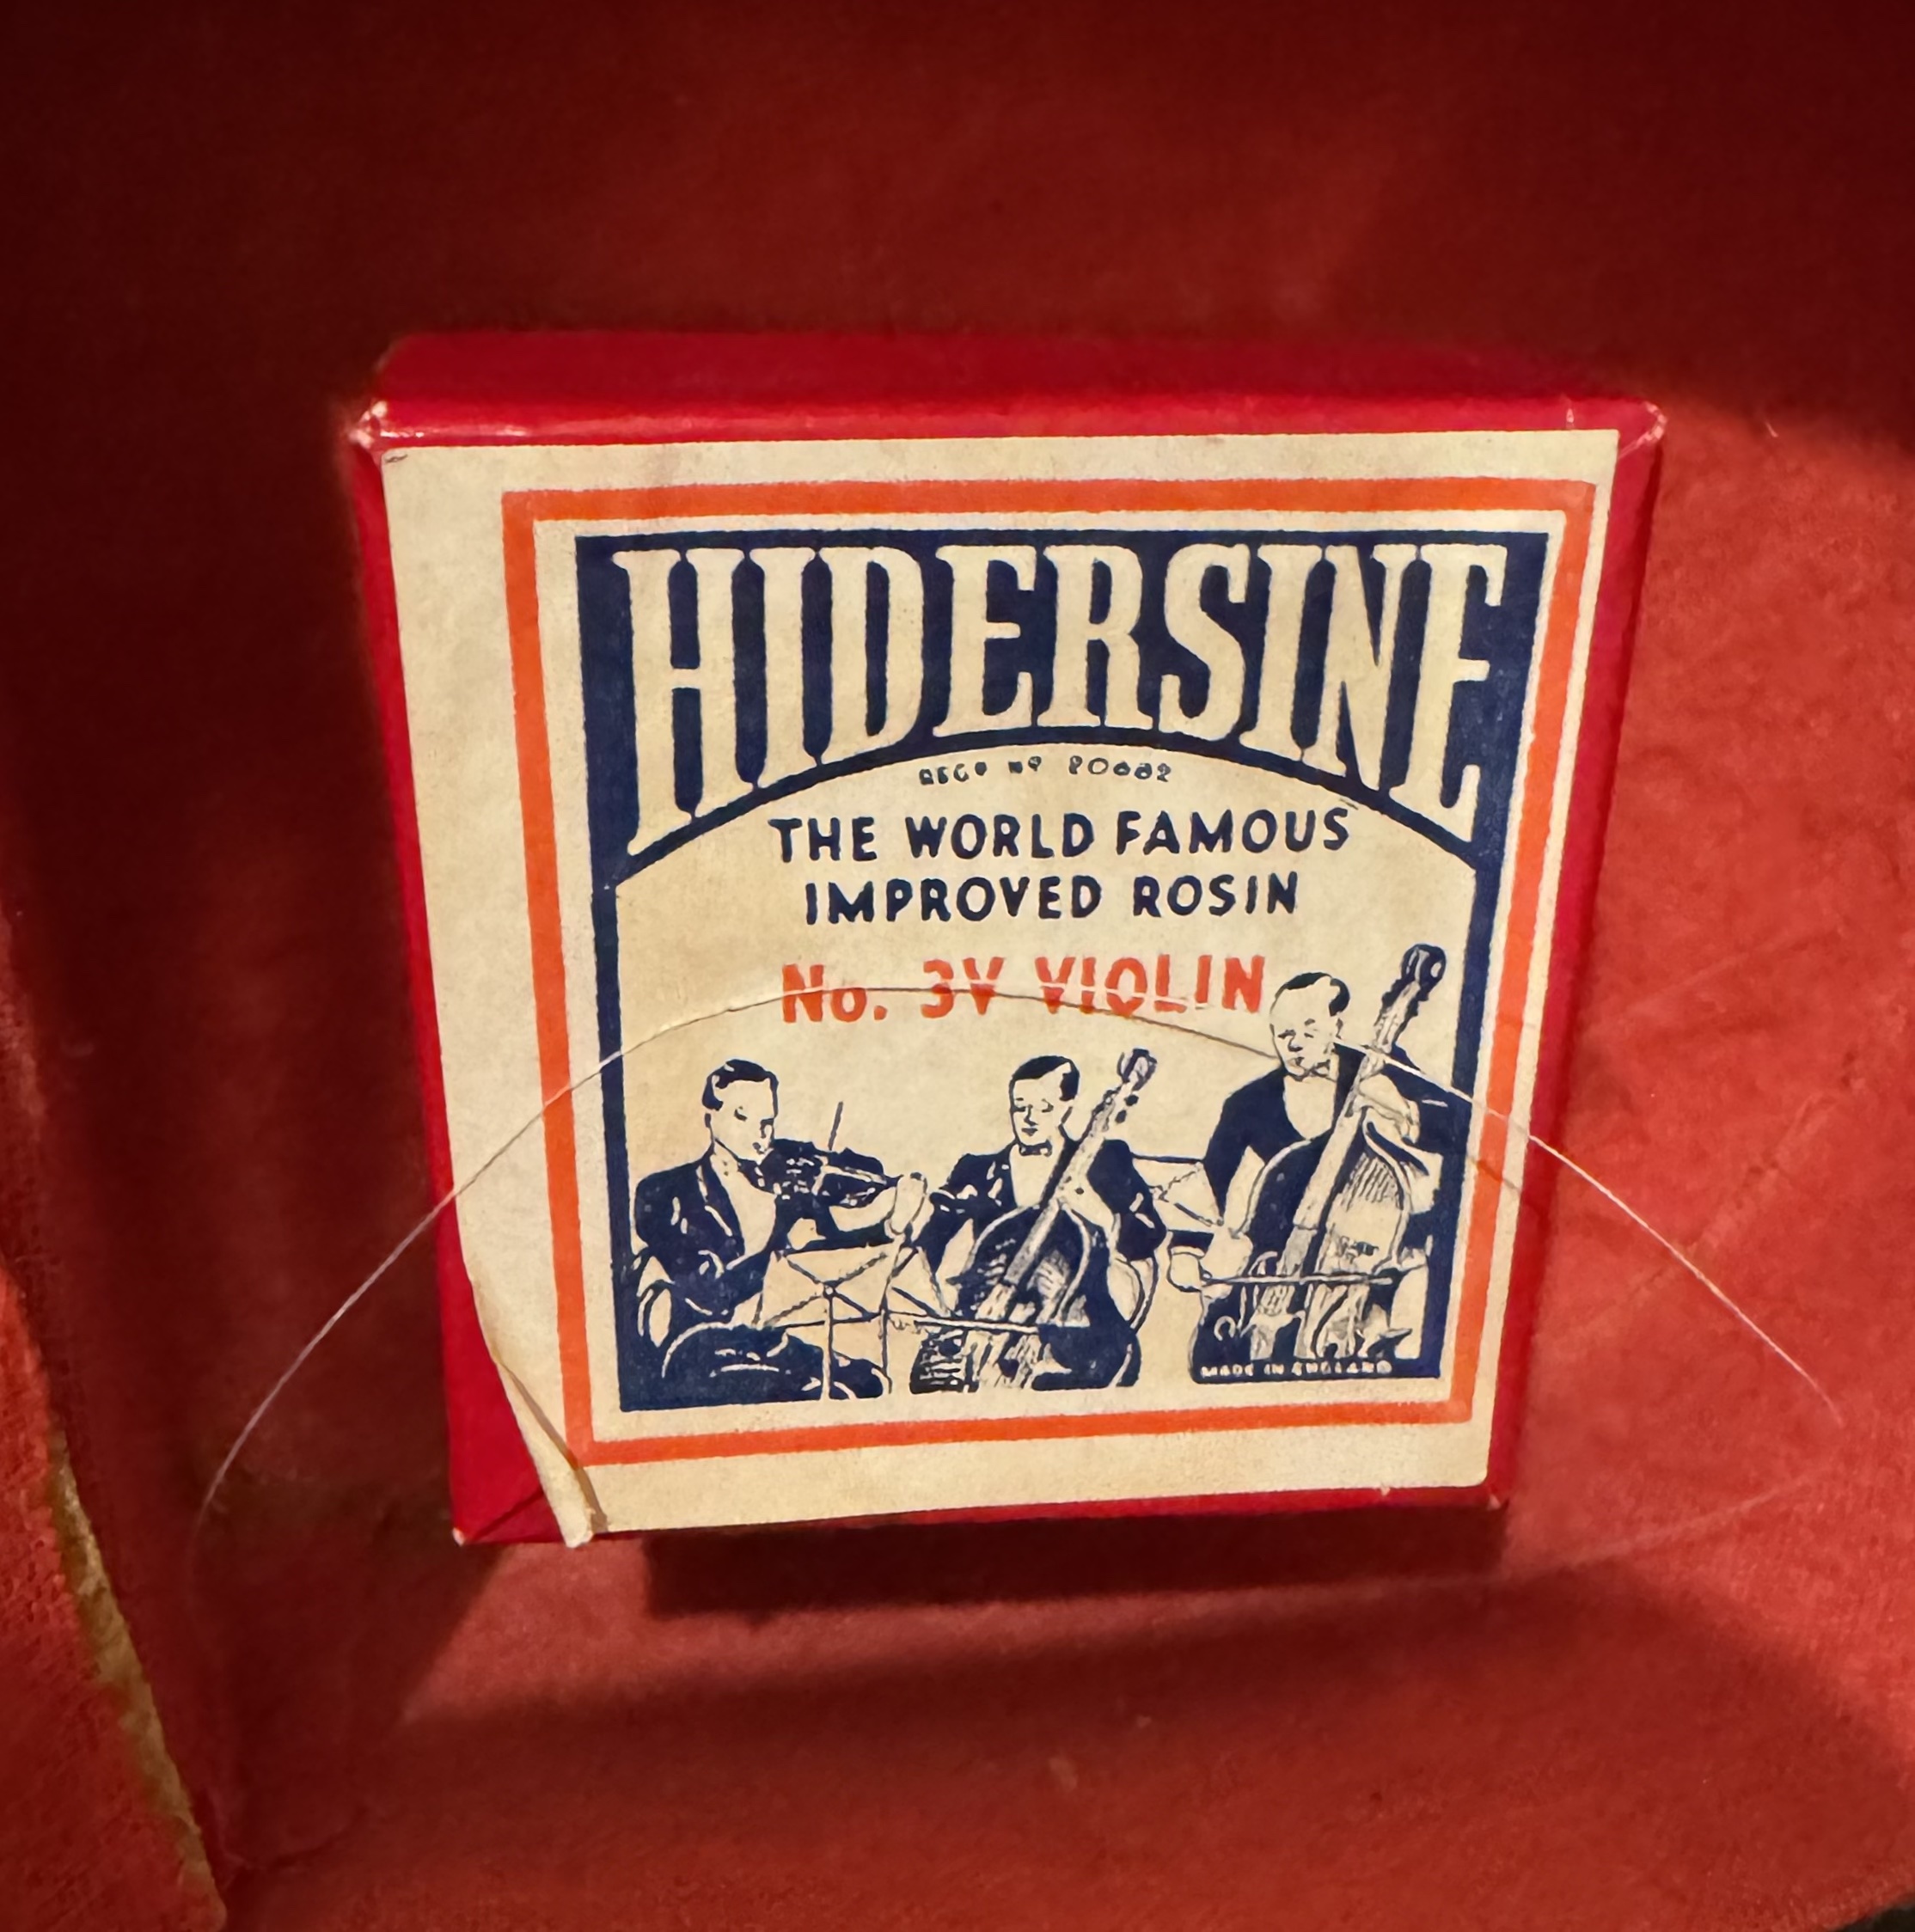 HIDERSINE
THE WORLD FAMOUS
IMPROVED ROSIN
No. 3V VIOLIN
MADE IN ENGLAND